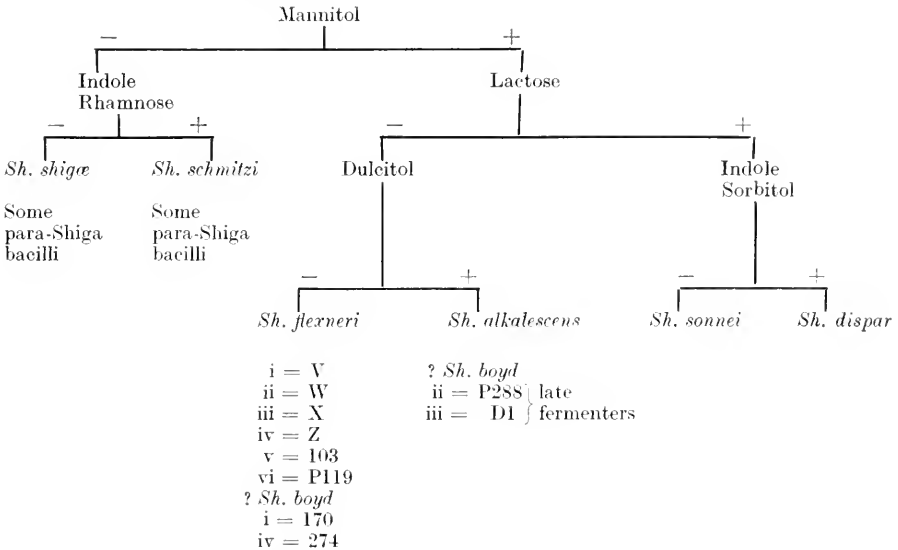 Mannitol
− +
Indole Lactose
Rhamnose
− + − +
Sh. shigæ Sh. schmitzi Dulcitol Indole
Sorbitol
Some Some
para-Shiga para-Shiga
bacilli bacilli
− + − +
Sh. flexneri Sh. alkalescens Sh. sonnei Sh. dispar
i = V ? Sh. boyd
ii = W ii = P288 } late
iii = X iii = D1 } fermenters
iv = Z
v = 103
vi = P119
? Sh. boyd
i = 170
iv = 274